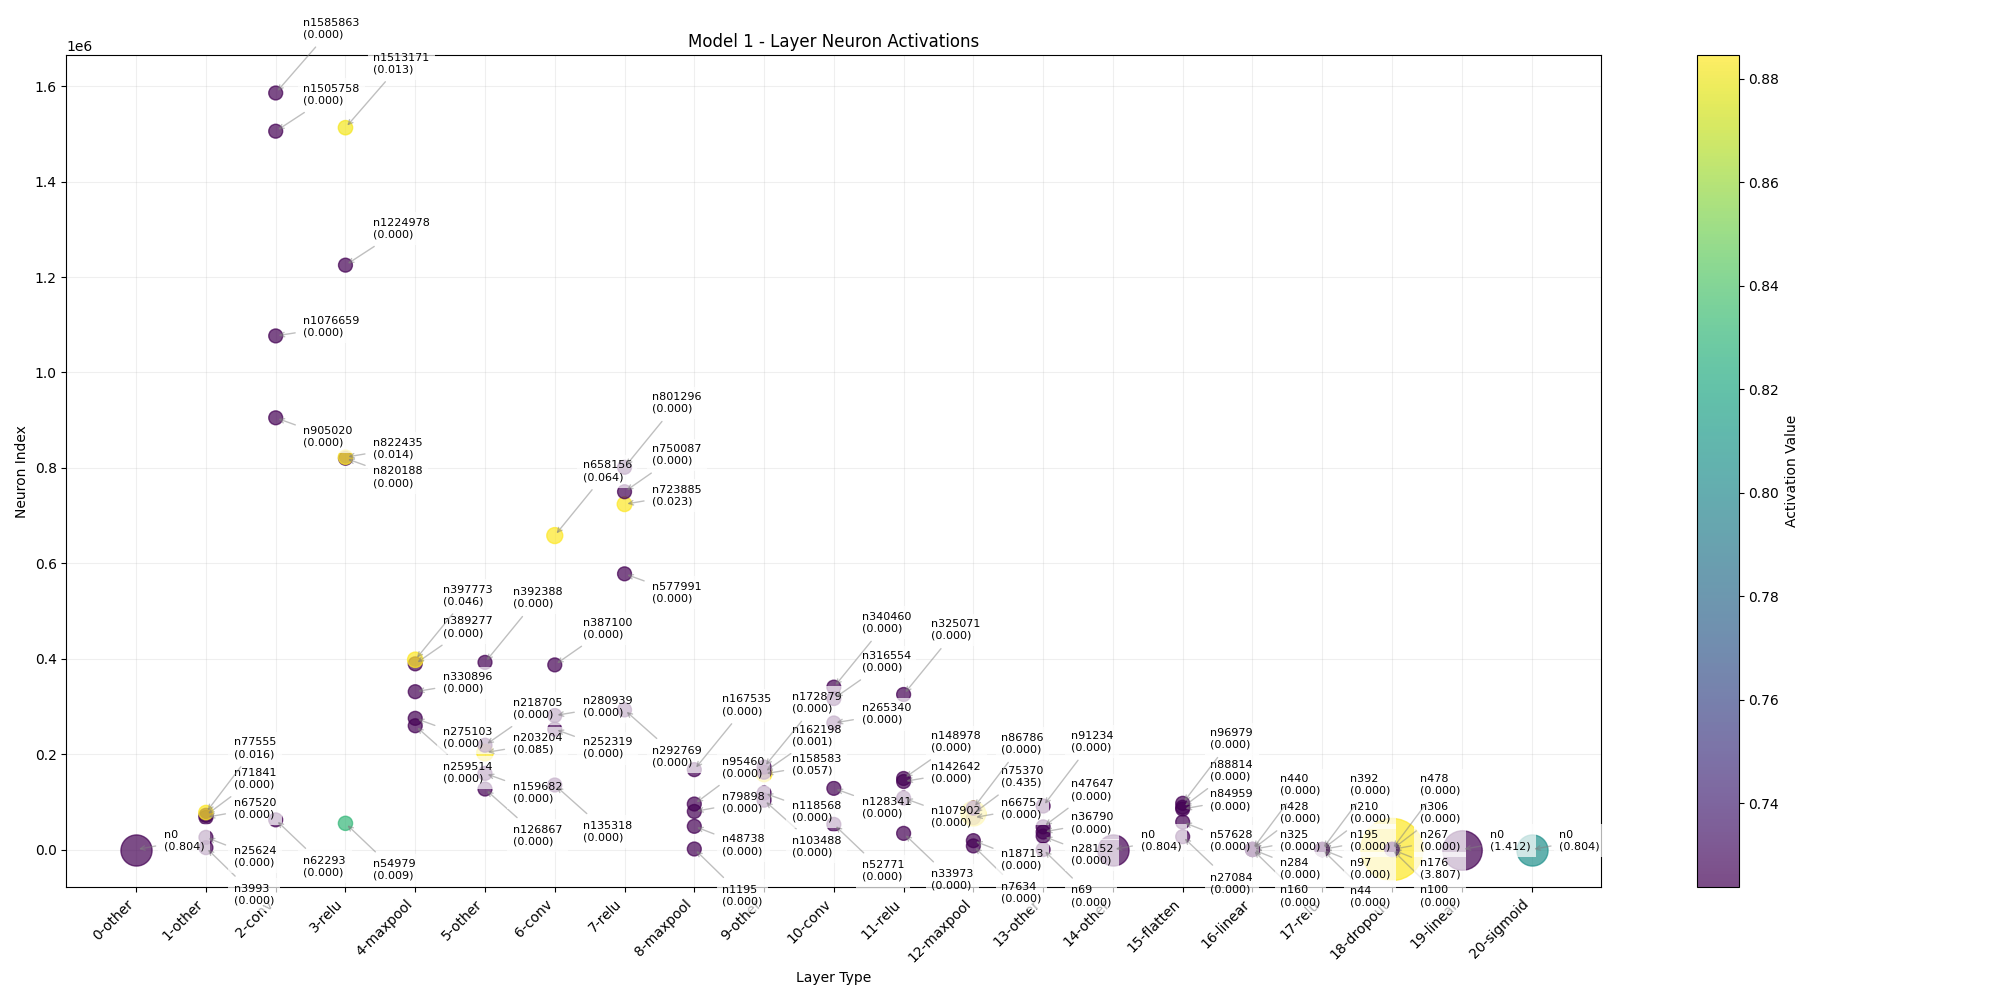 Model 1 - Layer Neuron Activations
1e6
Neuron Index
1.6
1.4
1.2
1.0
0.8
0.6
0.4
0.2
0.0
n0
(0.804)
n77555
(0.016)
n71841
(0.000)
n67520
(0.000)
n25624
(0.000)
n3993
(0.000)
n1585863
(0.000)
n1505758
(0.000)
n1076659
(0.000)
n905020
(0.000)
n62293
(0.000)
n1513171
(0.013)
n1224978
(0.000)
n822435
(0.014)
n820188
(0.000)
n54979
(0.009)
n397773
(0.046)
n389277
(0.000)
n330896
(0.000)
n275103
(0.000)
n259514
(0.000)
n392388
(0.000)
n218705
(0.000)
n203204
(0.085)
n159682
(0.000)
n126867
(0.000)
n658156
(0.064)
n387100
(0.000)
n280939
(0.000)
n252319
(0.000)
n135318
(0.000)
n801296
(0.000)
n750087
(0.000)
n723885
(0.023)
n577991
(0.000)
n292769
(0.000)
n167535
(0.000)
n95460
(0.000)
n79898
(0.000)
n48738
(0.000)
n1195
(0.000)
n172879
(0.000)
n162198
(0.001)
n158583
(0.057)
n118568
(0.000)
n103488
(0.000)
n340460
(0.000)
n316554
(0.000)
n265340
(0.000)
n128341
(0.000)
n52771
(0.000)
n325071
(0.000)
n148978
(0.000)
n142642
(0.000)
n107902
(0.000)
n33973
(0.000)
n86786
(0.000)
n75370
(0.435)
n66757
(0.000)
n18713
(0.000)
n7634
(0.000)
n91234
(0.000)
n47647
(0.000)
n36790
(0.000)
n28152
(0.000)
n69
(0.000)
n0
(0.804)
n96979
(0.000)
n88814
(0.000)
n84959
(0.000)
n57628
(0.000)
n27084
(0.000)
n440
(0.000)
n428
(0.000)
n325
(0.000)
n284
(0.000)
n160
(0.000)
n392
(0.000)
n210
(0.000)
n195
(0.000)
n97
(0.000)
n44
(0.000)
n478
(0.000)
n306
(0.000)
n267
(0.000)
n176
(3.807)
n100
(0.000)
n0
(1.412)
n0
(0.804)
0-other
1-other
2-conv
3-relu
4-maxpool
5-other
6-conv
7-relu
8-maxpool
9-other
10-conv
11-relu
12-maxpool
13-other
14-other
15-flatten
16-linear
17-relu
18-dropout
19-linear
20-sigmoid
Layer Type
0.88
0.86
0.84
0.82
0.80
0.78
0.76
0.74
Activation Value